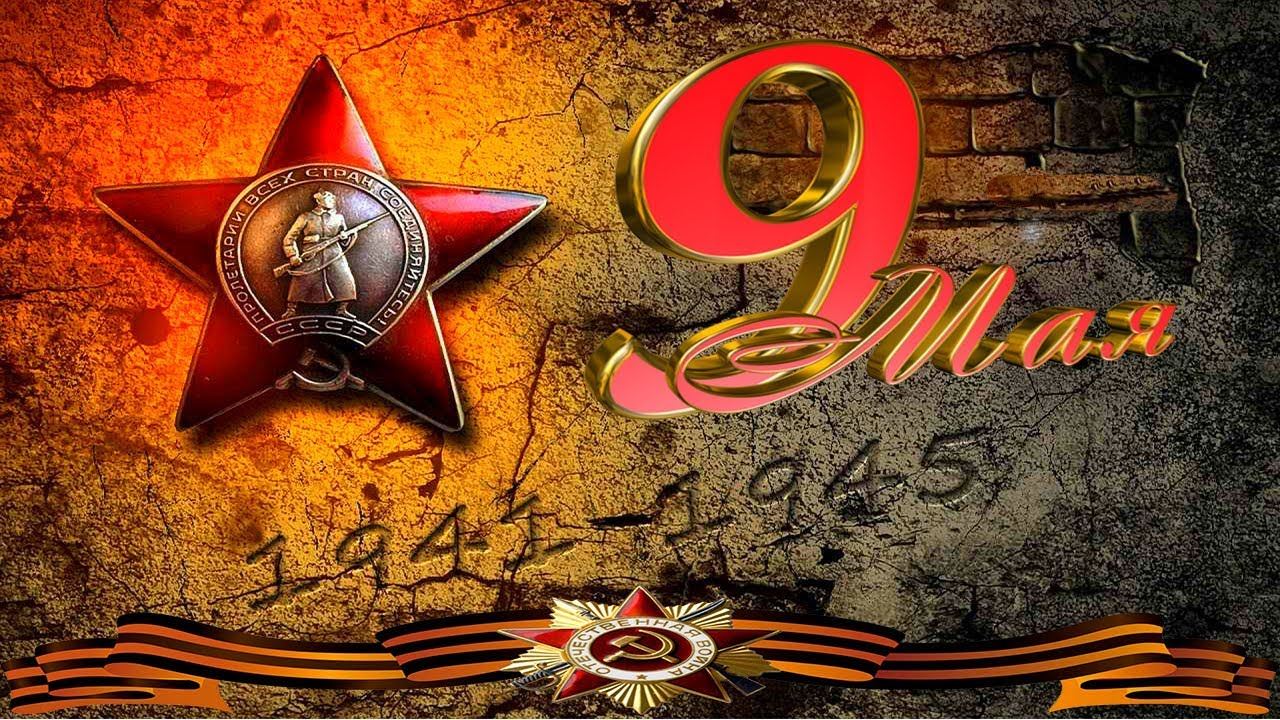 ПРОЛЕТАРИИ ВСЕХ СТРАН СОЕДИНЯЙТЕСЬ!
СССР
9 Мая
1941-1945
ОТЕЧЕСТВЕННАЯ ВОЙНА